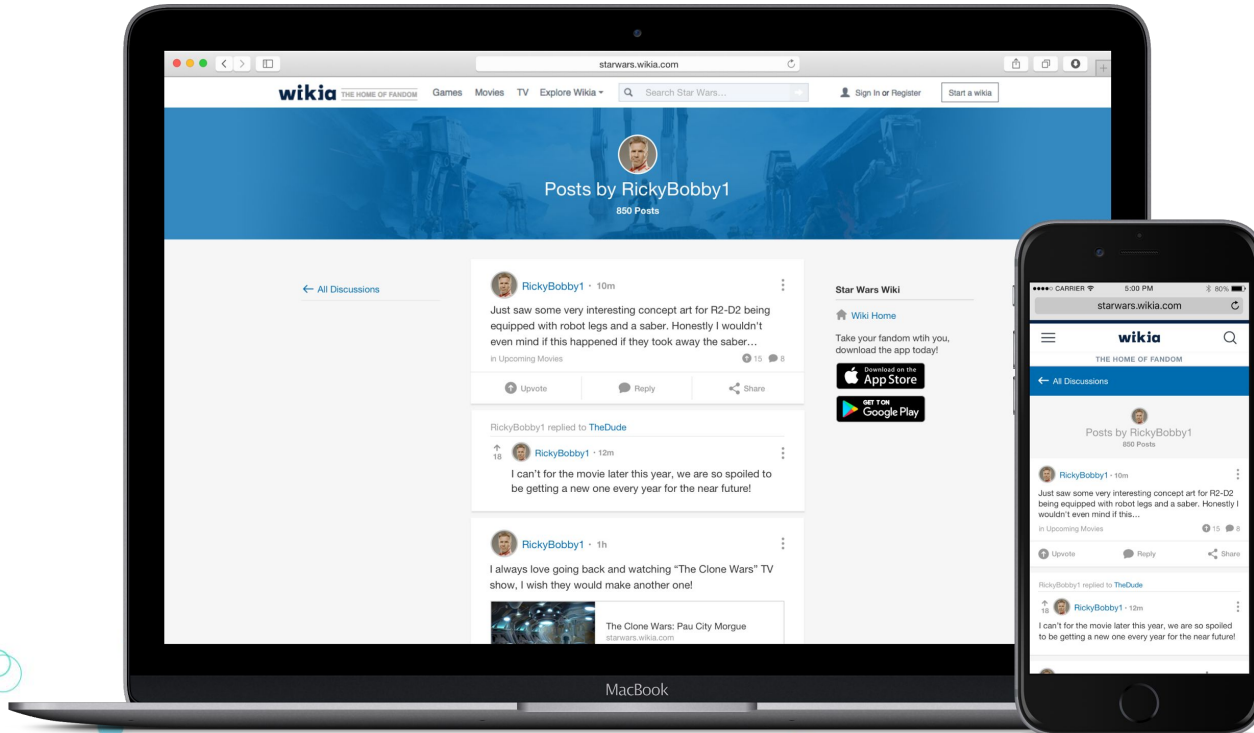 starwars.wikia.com
wikia THE HOME OF FANDOM Games Movies TV Explore Wikia Search Star Wars... Sign In or Register Start a wikia
Posts by RickyBobby1
850 Posts
← All Discussions
RickyBobby1 · 10m
Just saw some very interesting concept art for R2-D2 being
equipped with robot legs and a saber. Honestly I wouldn't
even mind if this happened if they took away the saber…
in Upcoming Movies 15 8
Upvote Reply Share
RickyBobby1 replied to TheDude
18 RickyBobby1 · 12m
I can't for the movie later this year, we are so spoiled to
be getting a new one every year for the near future!
RickyBobby1 · 1h
I always love going back and watching “The Clone Wars” TV
show, I wish they would make another one!
The Clone Wars: Pau City Morgue
starwars.wikia.com
Star Wars Wiki
Wiki Home
Take your fandom wtih you,
download the app today!
Download on the
App Store
GET T ON
Google Play
MacBook
CARRIER 5:00 PM 80%
starwars.wikia.com
wikia
THE HOME OF FANDOM
← All Discussions
Posts by RickyBobby1
850 Posts
RickyBobby1 · 10m
Just saw some very interesting concept art for R2-D2
being equipped with robot legs and a saber. Honestly I
wouldn't even mind if this…
in Upcoming Movies 15 8
Upvote Reply Share
RickyBobby1 replied to TheDude
18 RickyBobby1 · 12m
I can't for the movie later this year, we are so spoiled
to be getting a new one every year for the near future!